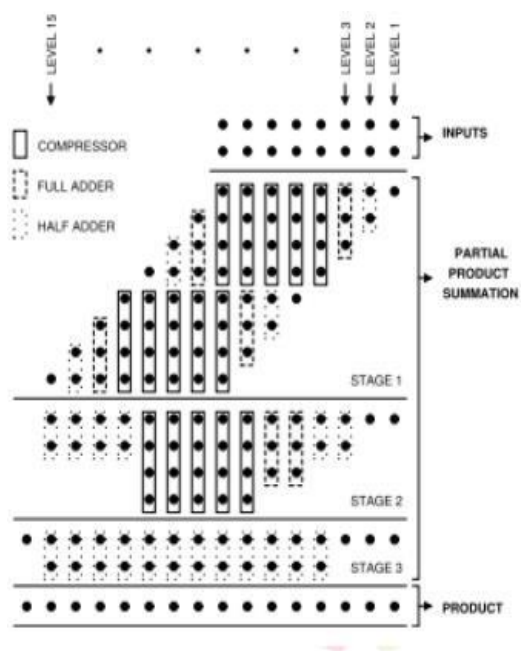 LEVEL 15
LEVEL 3
LEVEL 2
LEVEL 1
INPUTS
COMPRESSOR
FULL ADDER
HALF ADDER
PARTIAL
PRODUCT
SUMMATION
STAGE 1
STAGE 2
STAGE 3
PRODUCT